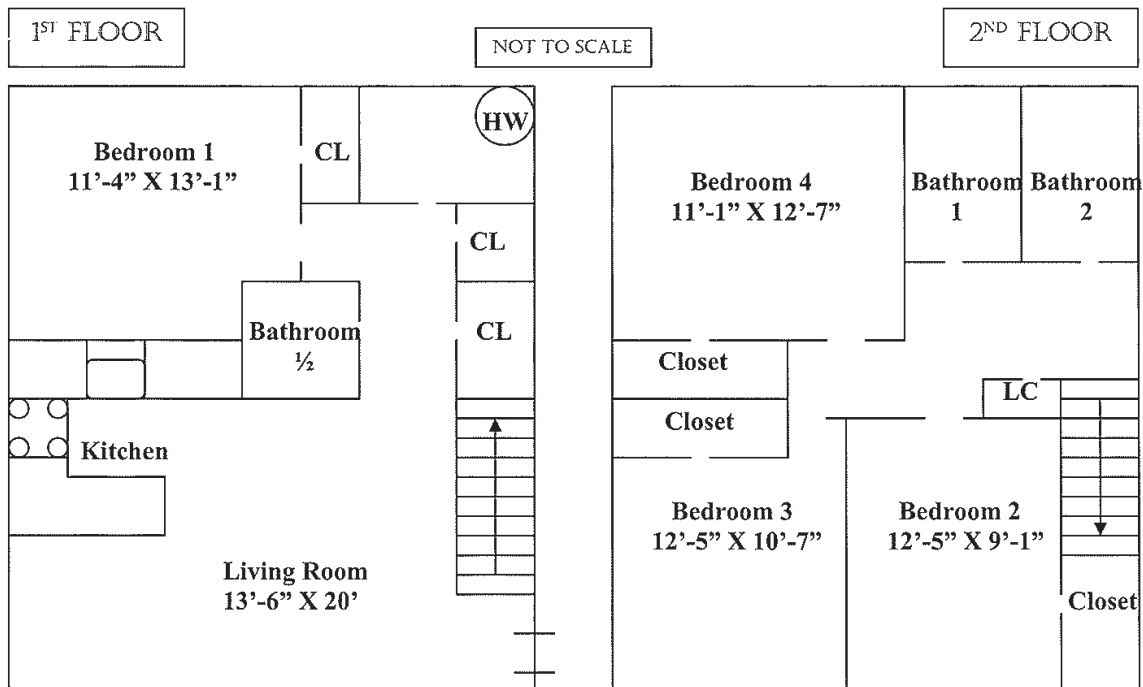 1ST FLOOR
NOT TO SCALE
2ND FLOOR
HW
Bedroom 1
11’-4” X 13’-1”
CL
CL
CL
Bathroom
½
Kitchen
Living Room
13’-6” X 20’
Bedroom 4
11’-1” X 12’-7”
Bathroom
1
Bathroom
2
Closet
Closet
LC
Bedroom 3
12’-5” X 10’-7”
Bedroom 2
12’-5” X 9’-1”
Closet